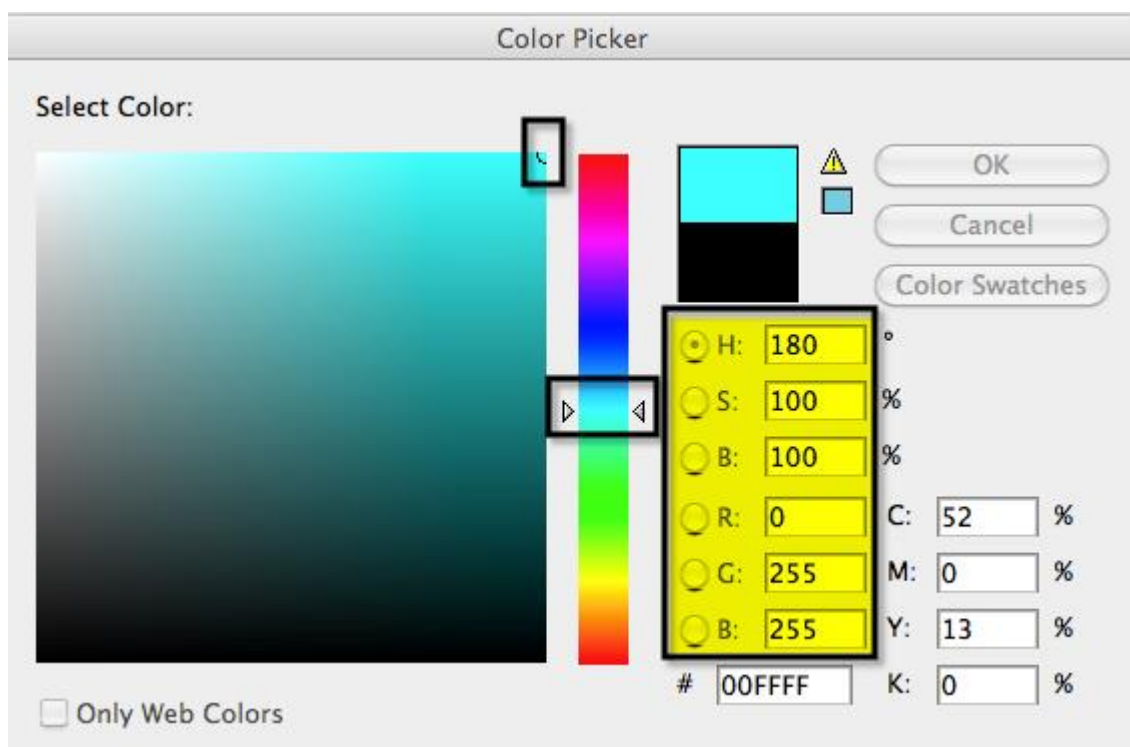 Color Picker
Select Color:
OK
Cancel
Color Swatches
H: 180 °
S: 100 %
B: 100 %
R: 0 C: 52 %
G: 255 M: 0 %
B: 255 Y: 13 %
# 00FFFF K: 0 %
Only Web Colors